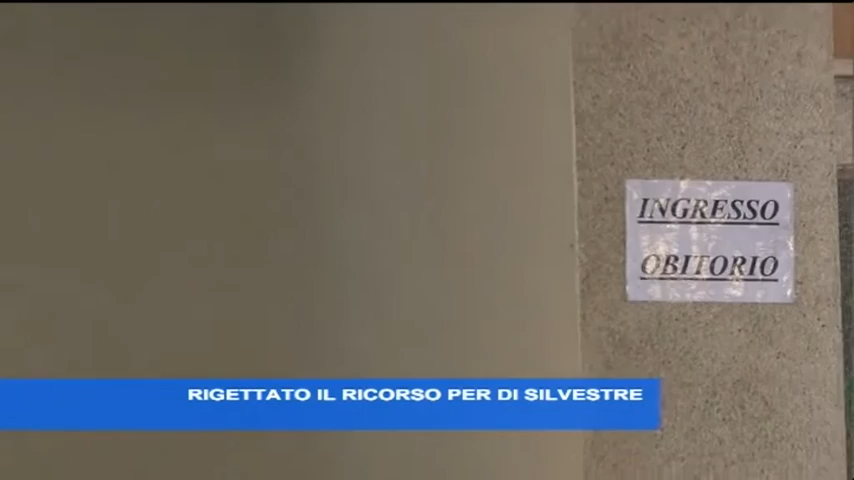 INGRESSO
OBITORIO
RIGETTATO IL RICORSO PER DI SILVESTRE